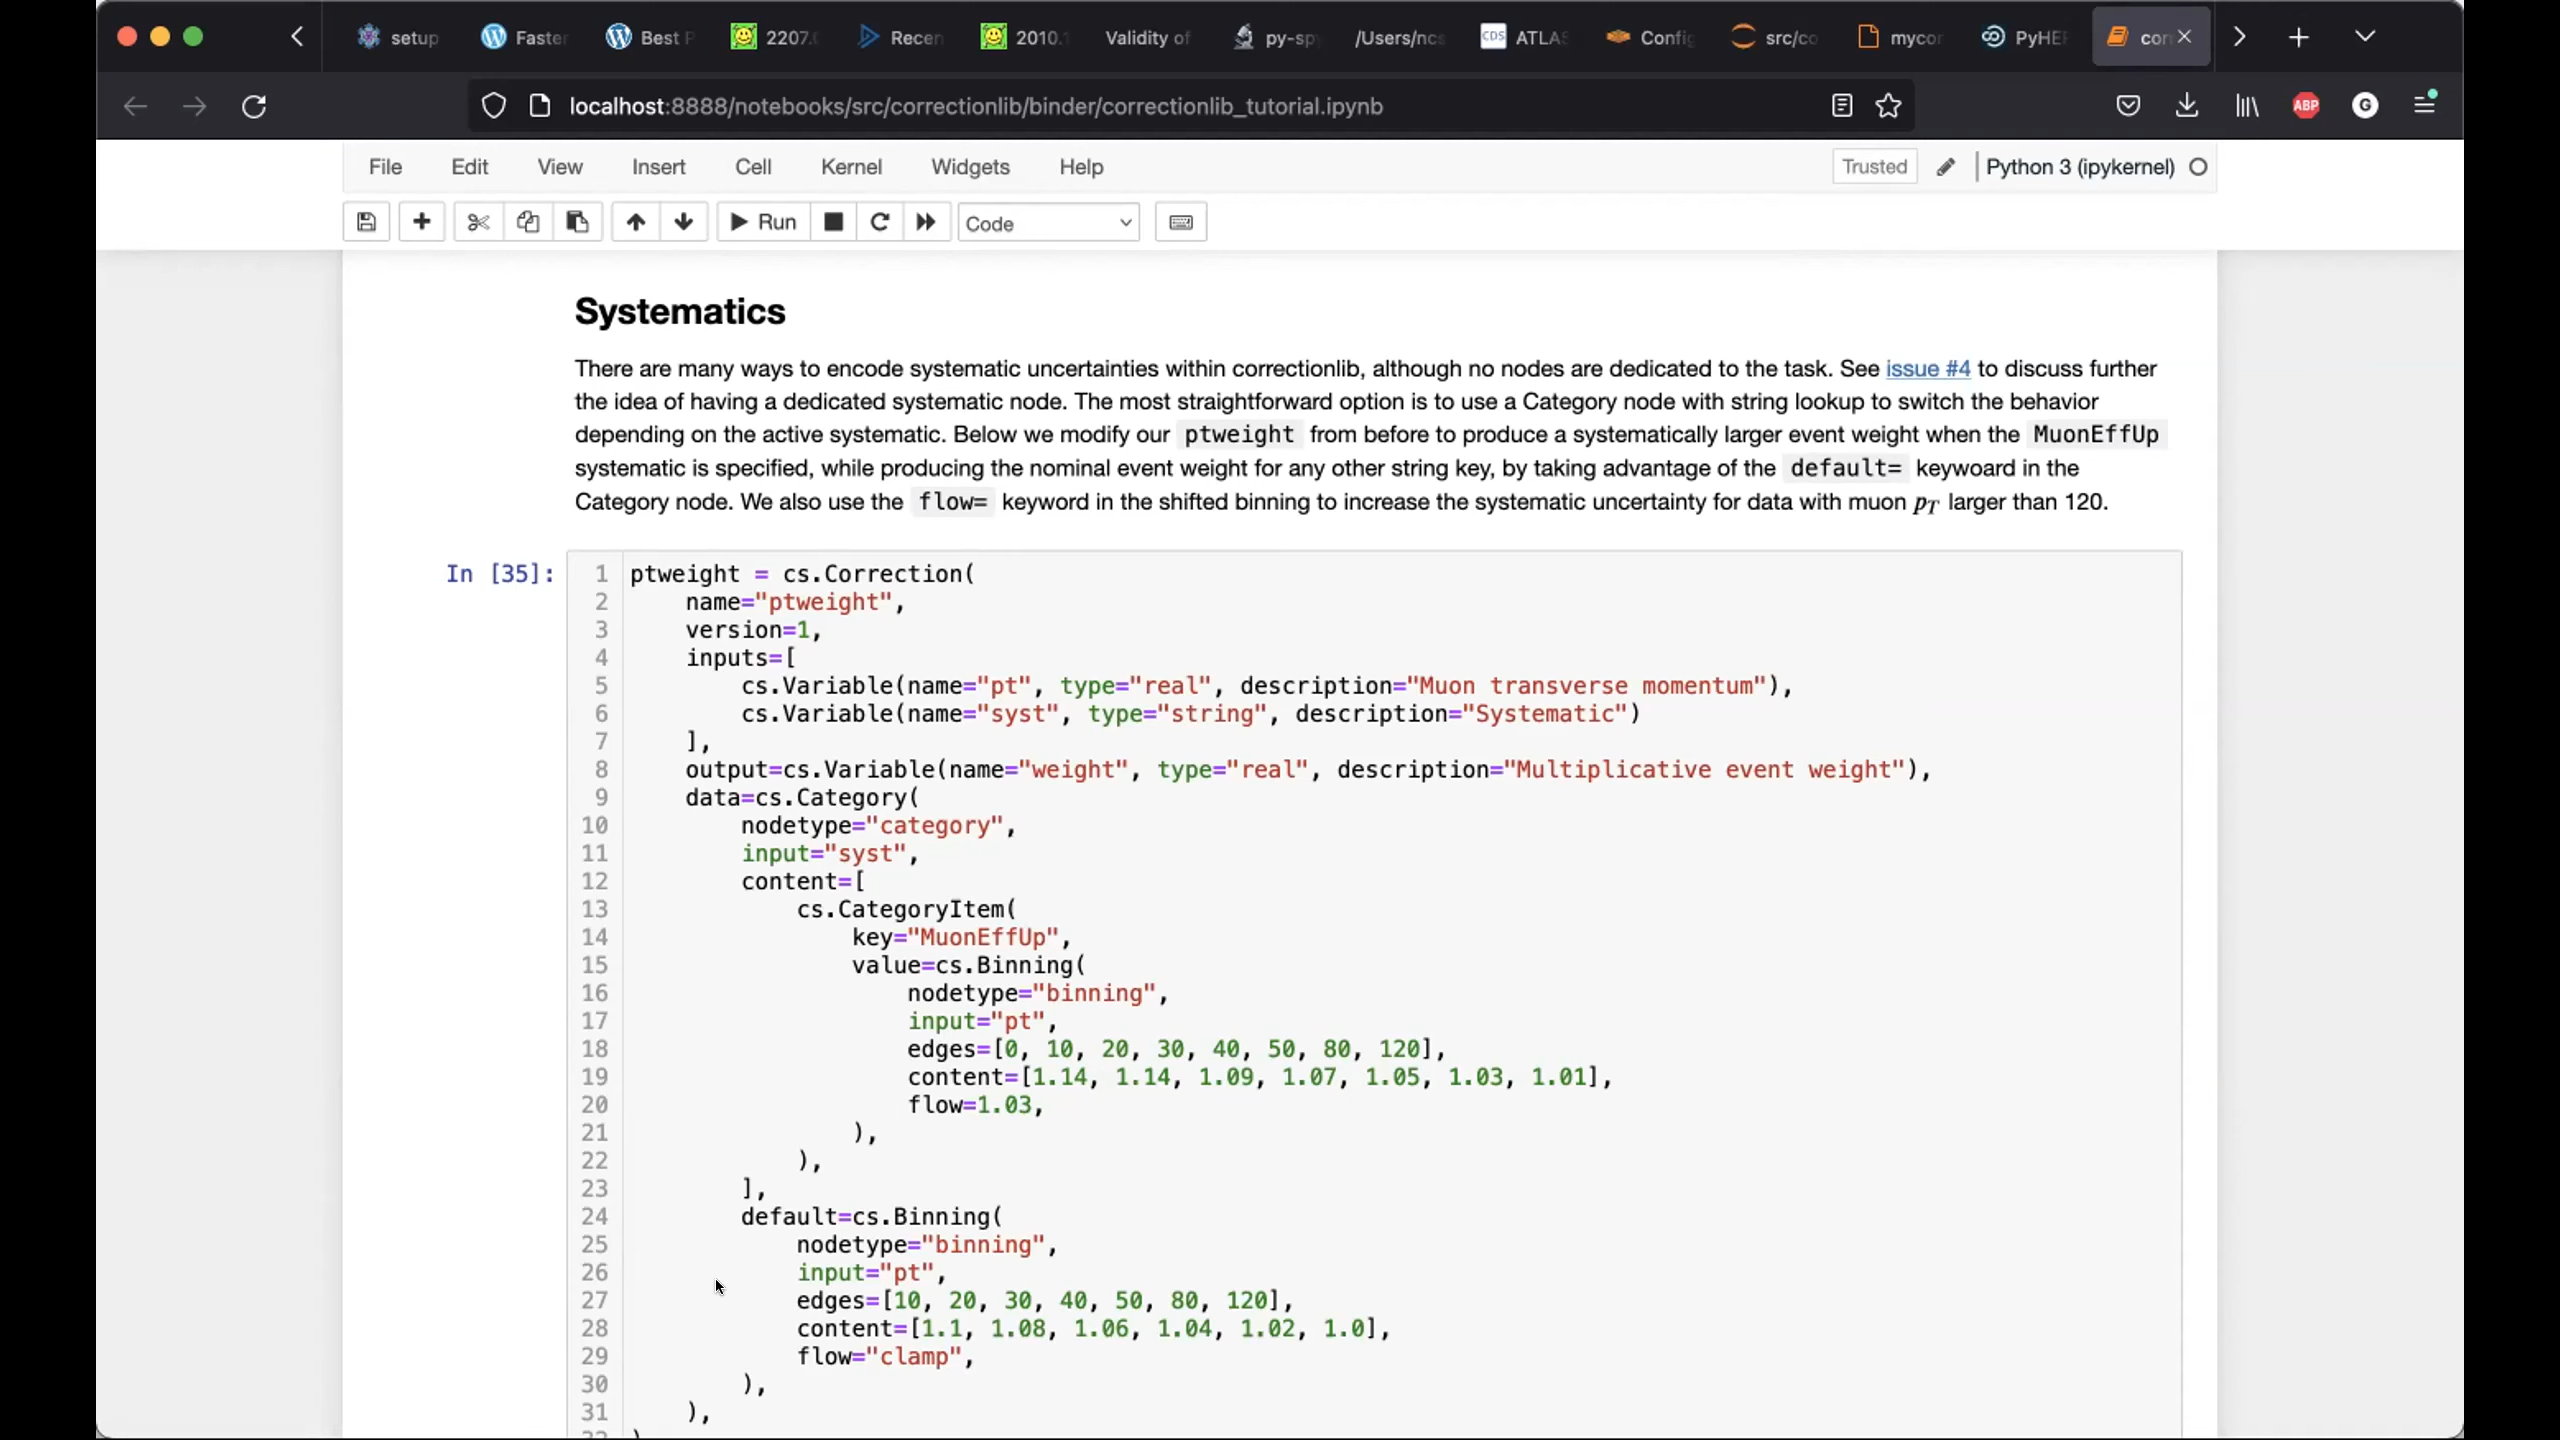 setup
Faster
Best P
2207.
Recen
2010.1
Validity of
py-spy
/Users/ncs
CDS
ATLAS
Config
src/co
mycor
PyHEP
cor
localhost:8888/notebooks/src/correctionlib/binder/correctionlib_tutorial.ipynb
ABP
G
File Edit View Insert Cell Kernel Widgets Help
Trusted
Python 3 (ipykernel)
Run
Code
Systematics
There are many ways to encode systematic uncertainties within correctionlib, although no nodes are dedicated to the task. See issue #4 to discuss further
the idea of having a dedicated systematic node. The most straightforward option is to use a Category node with string lookup to switch the behavior
depending on the active systematic. Below we modify our ptweight from before to produce a systematically larger event weight when the MuonEffUp
systematic is specified, while producing the nominal event weight for any other string key, by taking advantage of the default= keywoard in the
Category node. We also use the flow= keyword in the shifted binning to increase the systematic uncertainty for data with muon pT larger than 120.
In [35]:
1 ptweight = cs.Correction(
2 name="ptweight",
3 version=1,
4 inputs=[
5 cs.Variable(name="pt", type="real", description="Muon transverse momentum"),
6 cs.Variable(name="syst", type="string", description="Systematic")
7 ],
8 output=cs.Variable(name="weight", type="real", description="Multiplicative event weight"),
9 data=cs.Category(
10 nodetype="category",
11 input="syst",
12 content=[
13 cs.CategoryItem(
14 key="MuonEffUp",
15 value=cs.Binning(
16 nodetype="binning",
17 input="pt",
18 edges=[0, 10, 20, 30, 40, 50, 80, 120],
19 content=[1.14, 1.14, 1.09, 1.07, 1.05, 1.03, 1.01],
20 flow=1.03,
21 ),
22 ),
23 ],
24 default=cs.Binning(
25 nodetype="binning",
26 input="pt",
27 edges=[10, 20, 30, 40, 50, 80, 120],
28 content=[1.1, 1.08, 1.06, 1.04, 1.02, 1.0],
29 flow="clamp",
30 ),
31 ),